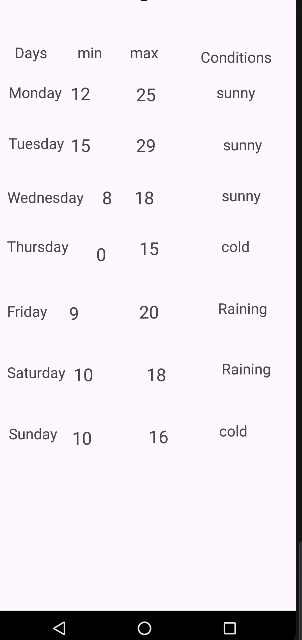 Days min max Conditions
Monday 12 25 sunny
Tuesday 15 29 sunny
Wednesday 8 18 sunny
Thursday 0 15 cold
Friday 9 20 Raining
Saturday 10 18 Raining
Sunday 10 16 cold